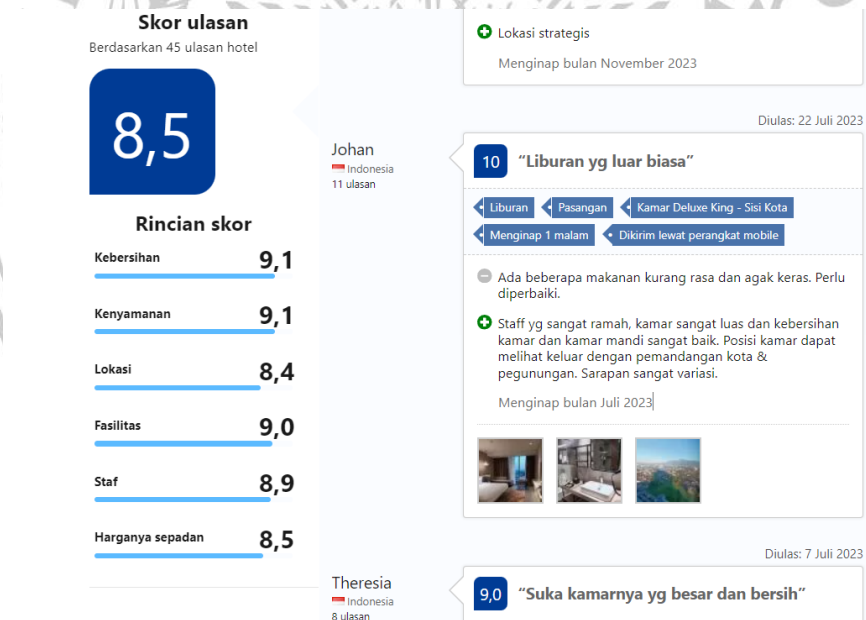 Skor ulasan
Berdasarkan 45 ulasan hotel
8,5
Rincian skor
Kebersihan 9,1
Kenyamanan 9,1
Lokasi 8,4
Fasilitas 9,0
Staf 8,9
Harganya sepadan 8,5
Lokasi strategis
Menginap bulan November 2023
Diulas: 22 Juli 2023
Johan
Indonesia
11 ulasan
10 “Liburan yg luar biasa”
Liburan Pasangan Kamar Deluxe King - Sisi Kota
Menginap 1 malam • Dikirim lewat perangkat mobile
Ada beberapa makanan kurang rasa dan agak keras. Perlu
diperbaiki.
Staff yg sangat ramah, kamar sangat luas dan kebersihan
kamar dan kamar mandi sangat baik. Posisi kamar dapat
melihat keluar dengan pemandangan kota &
pegunungan. Sarapan sangat variasi.
Menginap bulan Juli 2023
Diulas: 7 Juli 2023
Theresia
Indonesia
8 ulasan
9,0 “Suka kamarnya yg besar dan bersih”